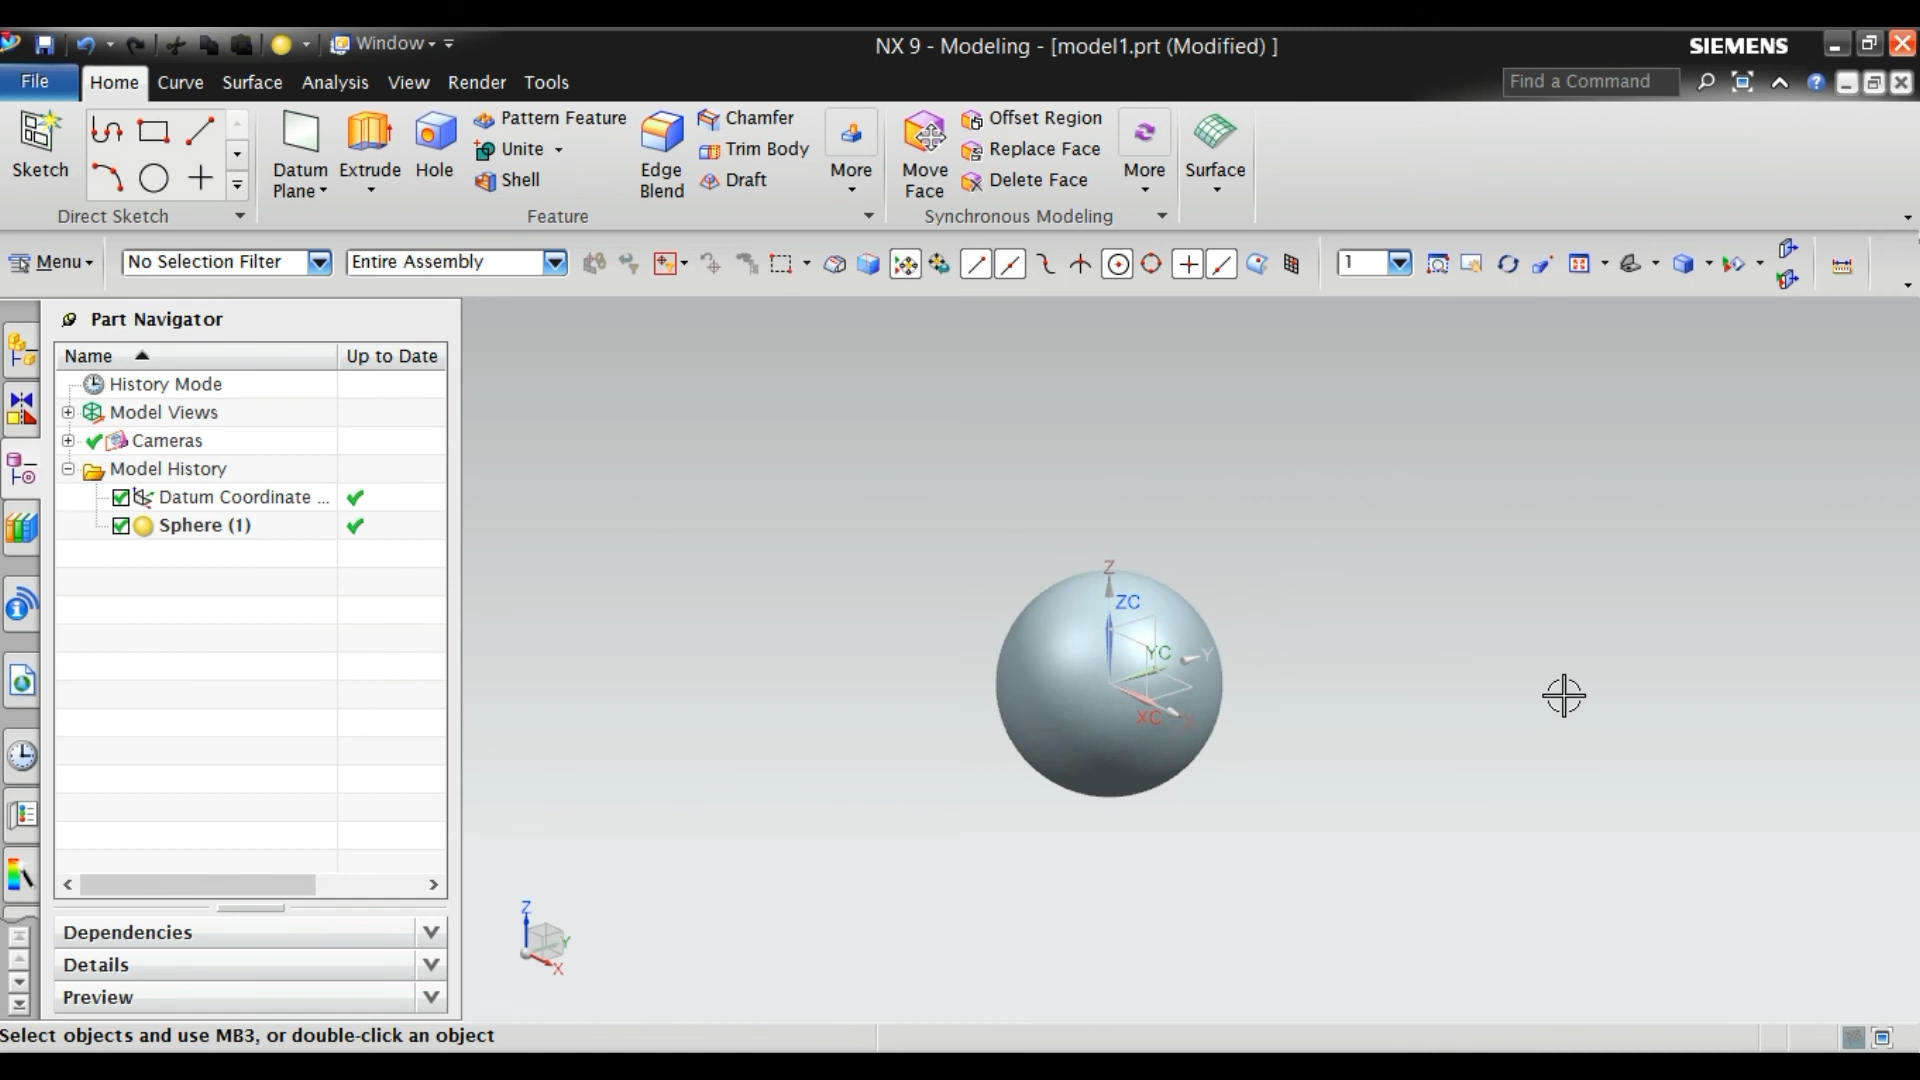 Window
NX 9 - Modeling - [model1.prt (Modified) ]
SIEMENS
File
Home
Curve
Surface
Analysis
View
Render
Tools
Find a Command
Sketch
Direct Sketch
Datum
Plane
Extrude
Hole
Pattern Feature
Unite
Shell
Edge
Blend
Chamfer
Trim Body
Draft
More
Feature
Move
Face
Offset Region
Replace Face
Delete Face
More
Synchronous Modeling
Surface
Menu
No Selection Filter
Entire Assembly
1
Part Navigator
Name
Up to Date
History Mode
Model Views
Cameras
Model History
Datum Coordinate ...
Sphere (1)
Z
ZC
YC
Y
XC
X
Z
Y
X
Dependencies
Details
Preview
Select objects and use MB3, or double-click an object